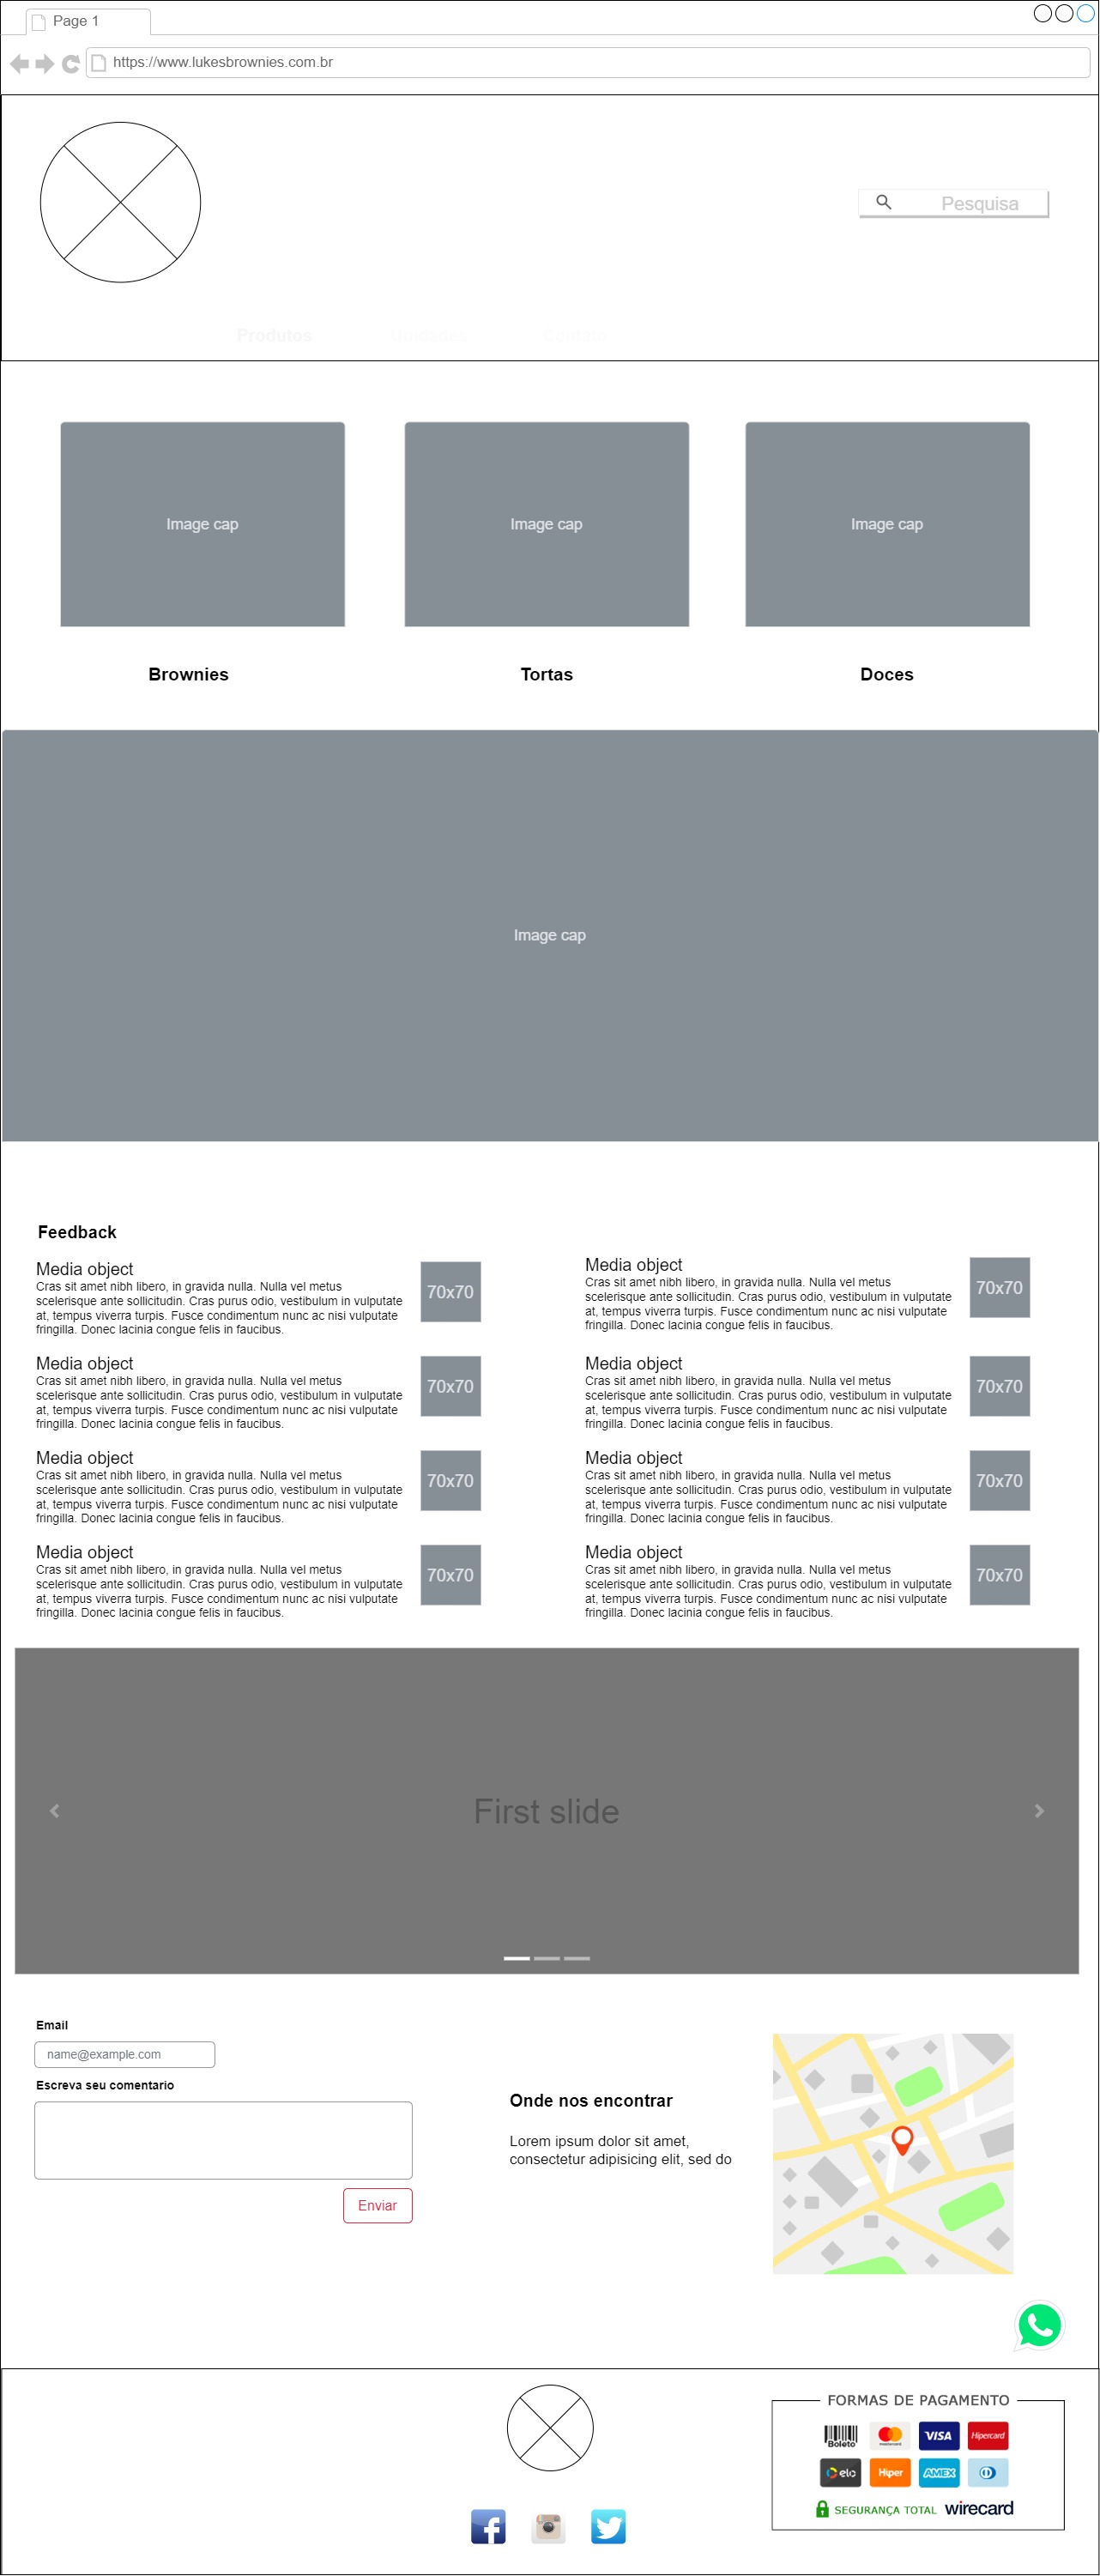 Page 1
https://www.lukesbrownies.com.br
Pesquisa
Produtos
Image cap
Image cap
Image cap
Brownies
Tortas
Doces
Image cap
Feedback
Media object
Cras sit amet nibh libero, in gravida nulla. Nulla vel metus
scelerisque ante sollicitudin. Cras purus odio, vestibulum in vulputate
at, tempus viverra turpis. Fusce condimentum nunc ac nisi vulputate
fringilla. Donec lacinia congue felis in faucibus.
70x70
Media object
Cras sit amet nibh libero, in gravida nulla. Nulla vel metus
scelerisque ante sollicitudin. Cras purus odio, vestibulum in vulputate
at, tempus viverra turpis. Fusce condimentum nunc ac nisi vulputate
fringilla. Donec lacinia congue felis in faucibus.
70x70
Media object
Cras sit amet nibh libero, in gravida nulla. Nulla vel metus
scelerisque ante sollicitudin. Cras purus odio, vestibulum in vulputate
at, tempus viverra turpis. Fusce condimentum nunc ac nisi vulputate
fringilla. Donec lacinia congue felis in faucibus.
70x70
Media object
Cras sit amet nibh libero, in gravida nulla. Nulla vel metus
scelerisque ante sollicitudin. Cras purus odio, vestibulum in vulputate
at, tempus viverra turpis. Fusce condimentum nunc ac nisi vulputate
fringilla. Donec lacinia congue felis in faucibus.
70x70
Media object
Cras sit amet nibh libero, in gravida nulla. Nulla vel metus
scelerisque ante sollicitudin. Cras purus odio, vestibulum in vulputate
at, tempus viverra turpis. Fusce condimentum nunc ac nisi vulputate
fringilla. Donec lacinia congue felis in faucibus.
70x70
Media object
Cras sit amet nibh libero, in gravida nulla. Nulla vel metus
scelerisque ante sollicitudin. Cras purus odio, vestibulum in vulputate
at, tempus viverra turpis. Fusce condimentum nunc ac nisi vulputate
fringilla. Donec lacinia congue felis in faucibus.
70x70
Media object
Cras sit amet nibh libero, in gravida nulla. Nulla vel metus
scelerisque ante sollicitudin. Cras purus odio, vestibulum in vulputate
at, tempus viverra turpis. Fusce condimentum nunc ac nisi vulputate
fringilla. Donec lacinia congue felis in faucibus.
70x70
Media object
Cras sit amet nibh libero, in gravida nulla. Nulla vel metus
scelerisque ante sollicitudin. Cras purus odio, vestibulum in vulputate
at, tempus viverra turpis. Fusce condimentum nunc ac nisi vulputate
fringilla. Donec lacinia congue felis in faucibus.
70x70
First slide
Email
name@example.com
Escreva seu comentario
Enviar
Onde nos encontrar
Lorem ipsum dolor sit amet,
consectetur adipisicing elit, sed do
FORMAS DE PAGAMENTO
Boleto
mastercard
VISA
Hipercard
elo
Hiper
AMEX
SEGURANÇA TOTAL wirecard